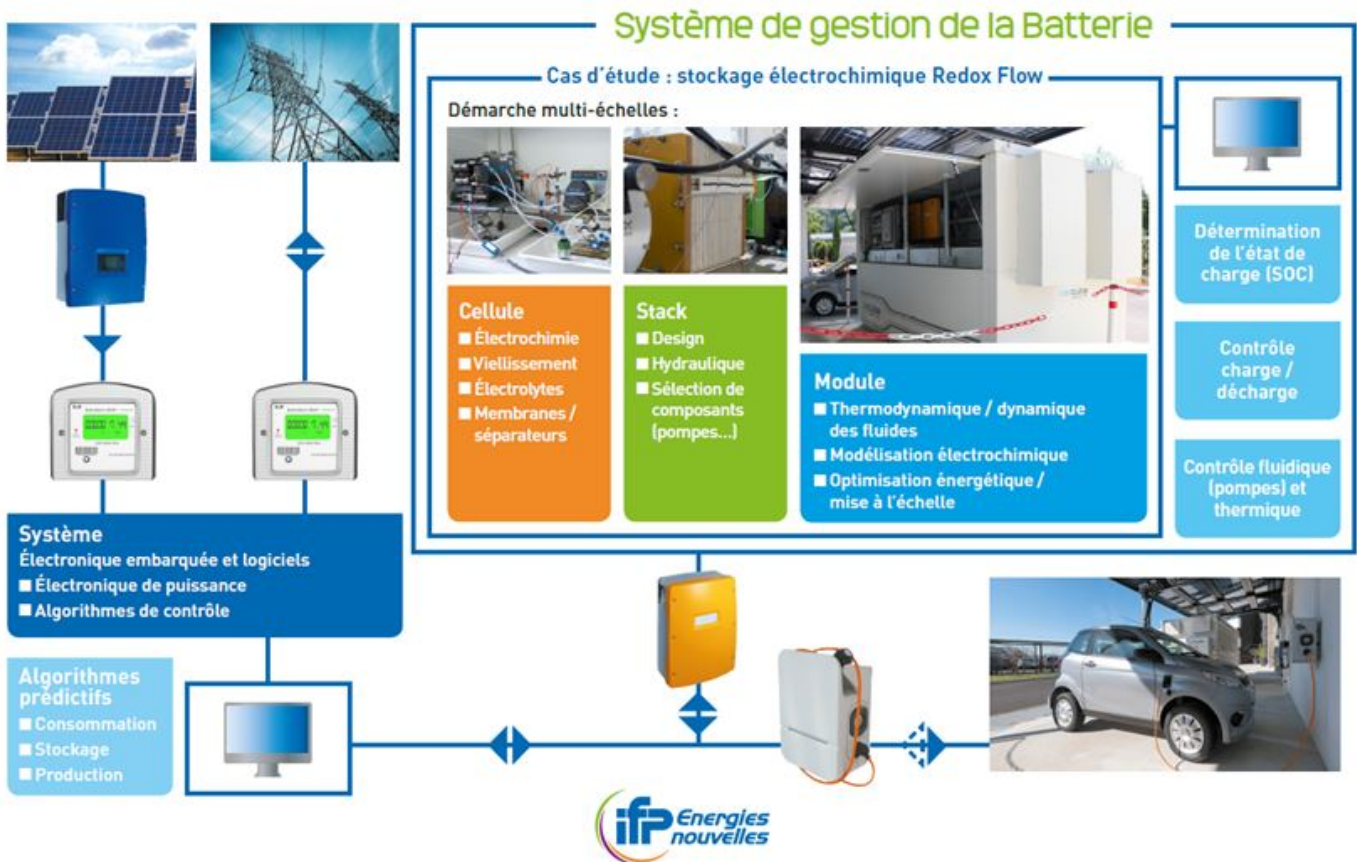 Système de gestion de la Batterie
Cas d'étude : stockage électrochimique Redox Flow
Démarche multi-échelles :
Cellule
Électrochimie
Viellissement
Électrolytes
Membranes /
séparateurs
Stack
Design
Hydraulique
Sélection de
composants
(pompes...)
Module
Thermodynamique / dynamique
des fluides
Modélisation électrochimique
Optimisation énergétique /
mise à l'échelle
Détermination
de l'état de
charge (SOC)
Contrôle
charge /
décharge
Contrôle fluidique
(pompes) et
thermique
Système
Électronique embarquée et logiciels
Électronique de puissance
Algorithmes de contrôle
Algorithmes
prédictifs
Consommation
Stockage
Production
ifp Energies
nouvelles